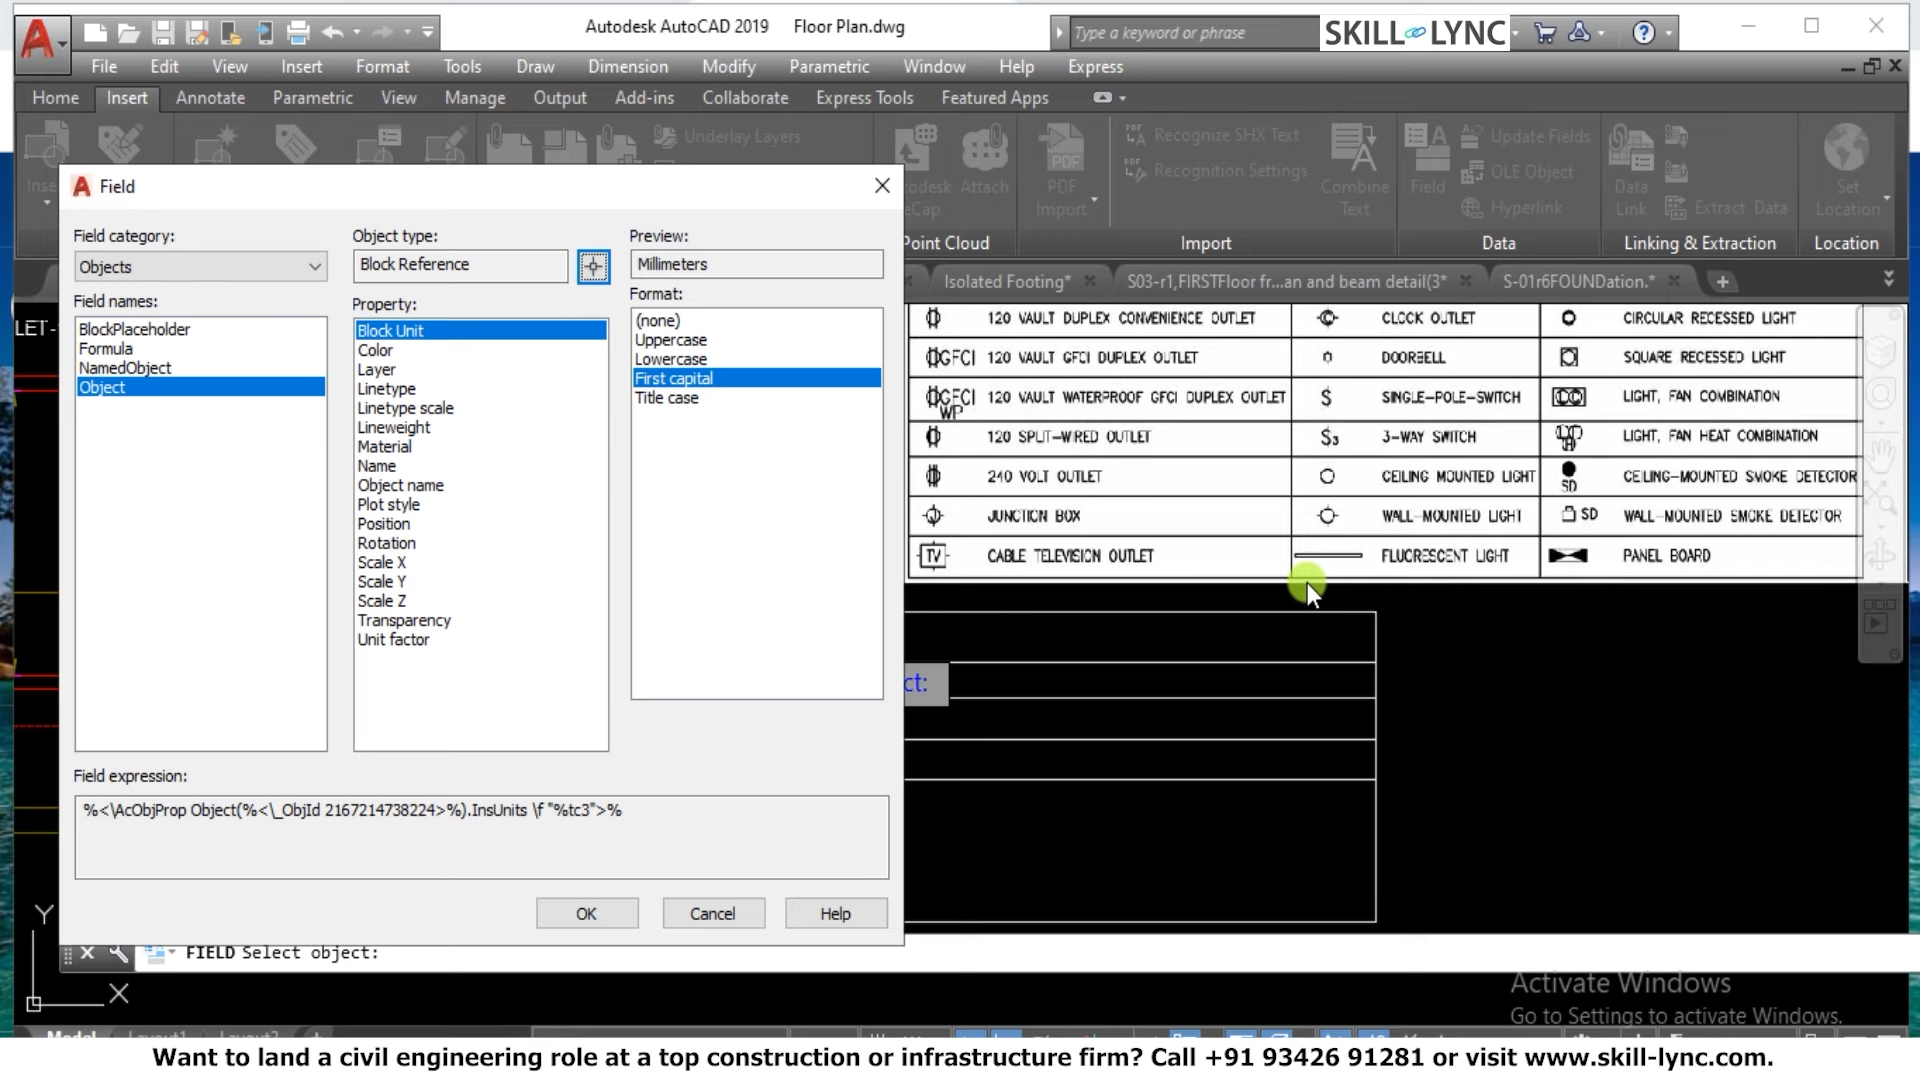 Autodesk AutoCAD 2019 Floor Plan.dwg
Type a keyword or phrase
SKILL LYNC
File Edit View Insert Format Tools Draw Dimension Modify Parametric Window Help Express
Home Insert Annotate Parametric View Manage Output Add-ins Collaborate Express Tools Featured Apps
Underlay Layers
Attach
PDF
Import
Recognize SHX Text
Recognition Settings
Combine
Text
Field
Update Fields
OLE Object
Hyperlink
Data
Link
Extract Data
Set
Location
Point Cloud Import Data Linking & Extraction Location
Isolated Footing* S03-r1,FIRSTFloor fr...an and beam detail(3* S-01r6FOUNDation.*
Field
Field category:
Objects
Field names:
BlockPlaceholder
Formula
NamedObject
Object
Object type:
Block Reference
Property:
Block Unit
Color
Layer
Linetype
Linetype scale
Lineweight
Material
Name
Object name
Plot style
Position
Rotation
Scale X
Scale Y
Scale Z
Transparency
Unit factor
Preview:
Millimeters
Format:
(none)
Uppercase
Lowercase
First capital
Title case
Field expression:
%<\AcObjProp Object(%<\_ObjId 2167214738224>%).InsUnits \f "%tc3">%
OK Cancel Help
LET-
120 VAULT DUPLEX CONVENIENCE OUTLET CLOCK OUTLET CIRCULAR RECESSED LIGHT
GFCI 120 VAULT GFCI DUPLEX OUTLET DOORBELL SQUARE RECESSED LIGHT
GFCI WP 120 VAULT WATERPROOF GFCI DUPLEX OUTLET $ SINGLE-POLE-SWITCH LIGHT, FAN COMBINATION
120 SPLIT-WIRED OUTLET $3 3-WAY SWITCH LIGHT, FAN HEAT COMBINATION
240 VOLT OUTLET CEILING MOUNTED LIGHT SD CEILING-MOUNTED SMOKE DETECTOR
J JUNCTION BOX WALL-MOUNTED LIGHT SD WALL-MOUNTED SMOKE DETECTOR
TV CABLE TELEVISION OUTLET FLUORESCENT LIGHT PANEL BOARD
ct:
FIELD Select object:
Y
X
Activate Windows
Go to Settings to activate Windows.
Model Layout1 Layout2
Want to land a civil engineering role at a top construction or infrastructure firm? Call +91 93426 91281 or visit www.skill-lync.com.